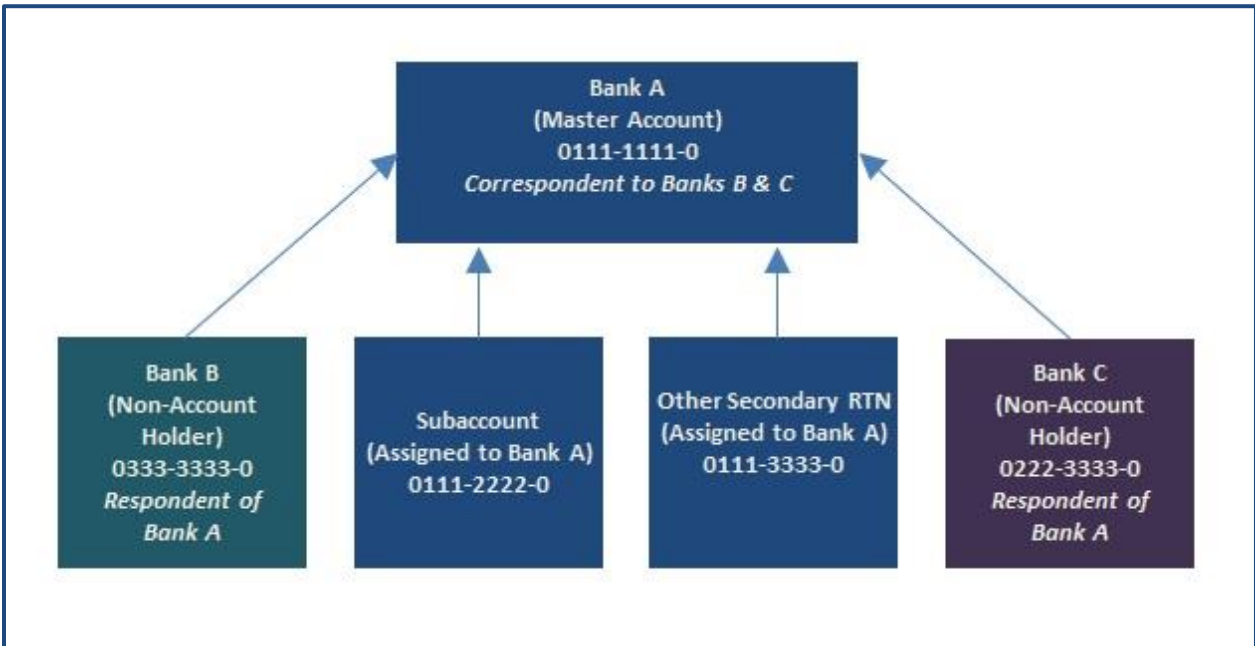 Bank A
(Master Account)
0111-1111-0
Correspondent to Banks B & C
Bank B
(Non-Account
Holder)
0333-3333-0
Respondent of
Bank A
Subaccount
(Assigned to Bank A)
0111-2222-0
Other Secondary RTN
(Assigned to Bank A)
0111-3333-0
Bank C
(Non-Account
Holder)
0222-3333-0
Respondent of
Bank A